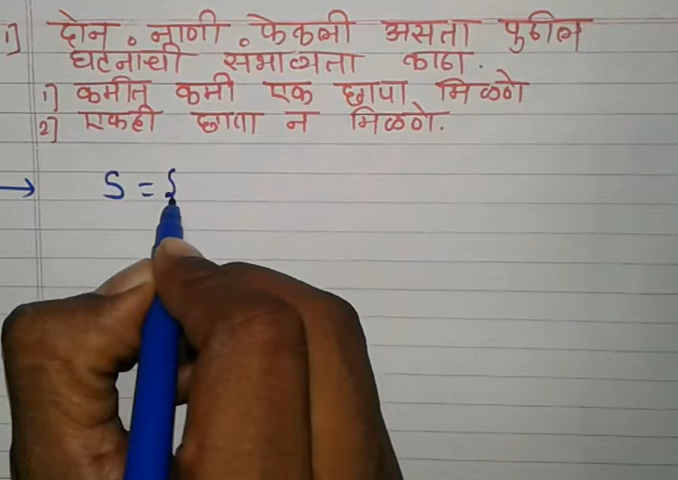 1] दोन नाणी फेकली असता पुढील
घटनाची संभाव्यता काढा.
1] कमीत कमी एक छापा मिळणे
2] एकही छापा न मिळणे.
→ S = {